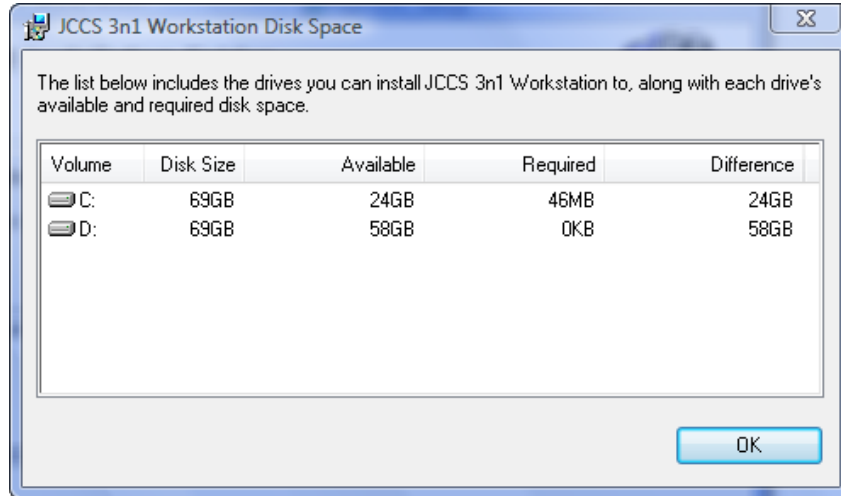 JCCS 3n1 Workstation Disk Space
The list below includes the drives you can install JCCS 3n1 Workstation to, along with each drive's
available and required disk space.
Volume Disk Size Available Required Difference
C: 69GB 24GB 46MB 24GB
D: 69GB 58GB 0KB 58GB
OK